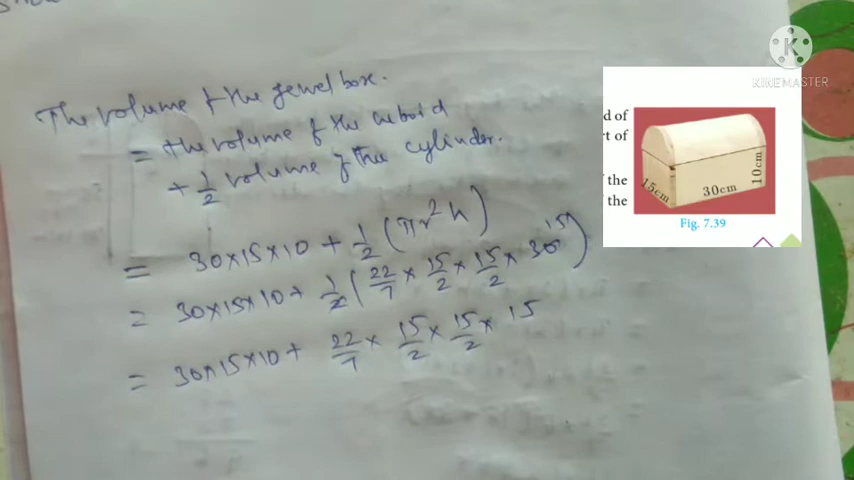 The volume of the jewel box.
= the volume of the cuboid
+ 1/2 volume of the cylinder.
= 30×15×10 + 1/2 (πr²h)
= 30×15×10 + 1/2 (22/7 × 15/2 × 15/2 × 30 15)
= 30×15×10 + 22/7 × 15/2 × 15/2 × 15
K
KINEMASTER
d of
rt of
the
the
15cm
30cm
10cm
Fig. 7.39